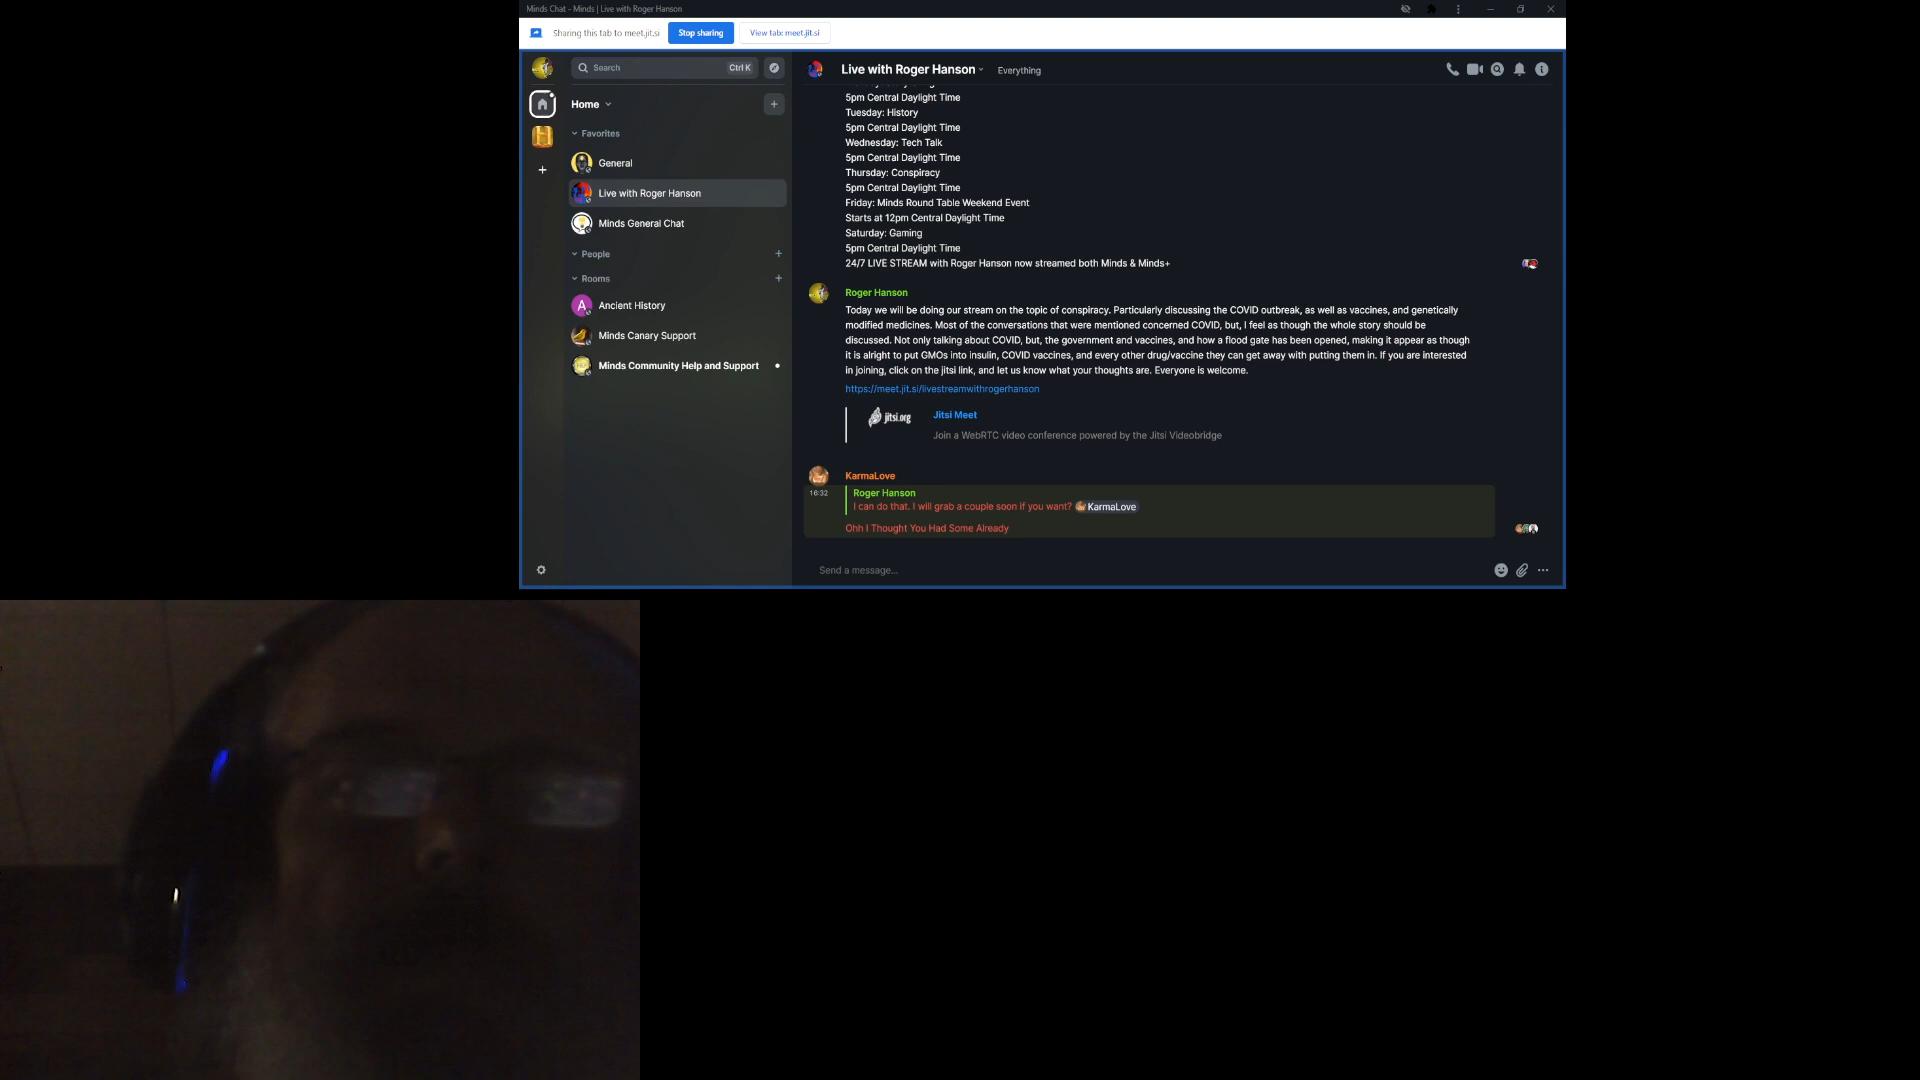 Minds Chat - Minds | Live with Roger Hanson
Sharing this tab to meet.jit.si
Stop sharing
View tab: meet.jit.si
Search
Ctrl K
Home
Favorites
General
Live with Roger Hanson
Minds General Chat
People
Rooms
A Ancient History
Minds Canary Support
Minds Community Help and Support
Live with Roger Hanson
Everything
5pm Central Daylight Time
Tuesday: History
5pm Central Daylight Time
Wednesday: Tech Talk
5pm Central Daylight Time
Thursday: Conspiracy
5pm Central Daylight Time
Friday: Minds Round Table Weekend Event
Starts at 12pm Central Daylight Time
Saturday: Gaming
5pm Central Daylight Time
24/7 LIVE STREAM with Roger Hanson now streamed both Minds & Minds+
Roger Hanson
Today we will be doing our stream on the topic of conspiracy. Particularly discussing the COVID outbreak, as well as vaccines, and genetically
modified medicines. Most of the conversations that were mentioned concerned COVID, but, I feel as though the whole story should be
discussed. Not only talking about COVID, but, the government and vaccines, and how a flood gate has been opened, making it appear as though
it is alright to put GMOs into insulin, COVID vaccines, and every other drug/vaccine they can get away with putting them in. If you are interested
in joining, click on the jitsi link, and let us know what your thoughts are. Everyone is welcome.
https://meet.jit.si/livestreamwithrogerhanson
jitsi.org
Jitsi Meet
Join a WebRTC video conference powered by the Jitsi Videobridge
KarmaLove
16:32
Roger Hanson
I can do that. I will grab a couple soon if you want? KarmaLove
Ohh I Thought You Had Some Already
Send a message...